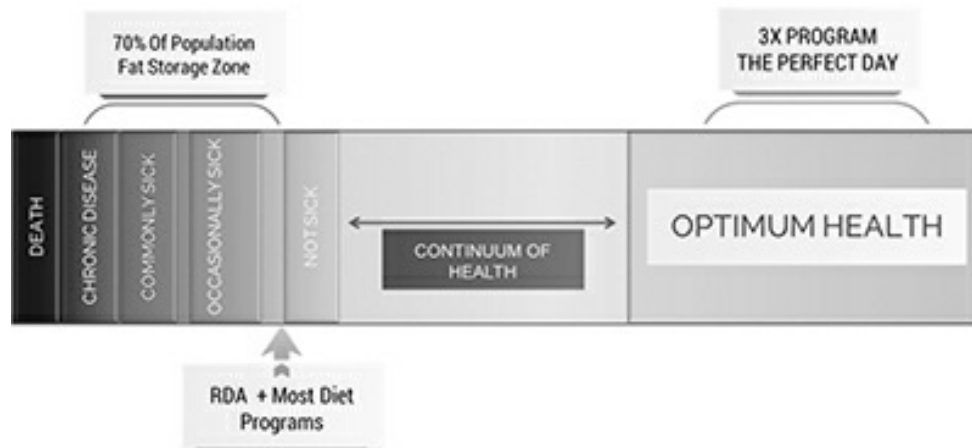 70% Of Population
Fat Storage Zone
3X PROGRAM
THE PERFECT DAY
DEATH
CHRONIC DISEASE
COMMONLY SICK
OCCASONALLY SICK
NOT SICK
CONTINUUM OF
HEALTH
OPTIMUM HEALTH
RDA + Most Diet
Programs